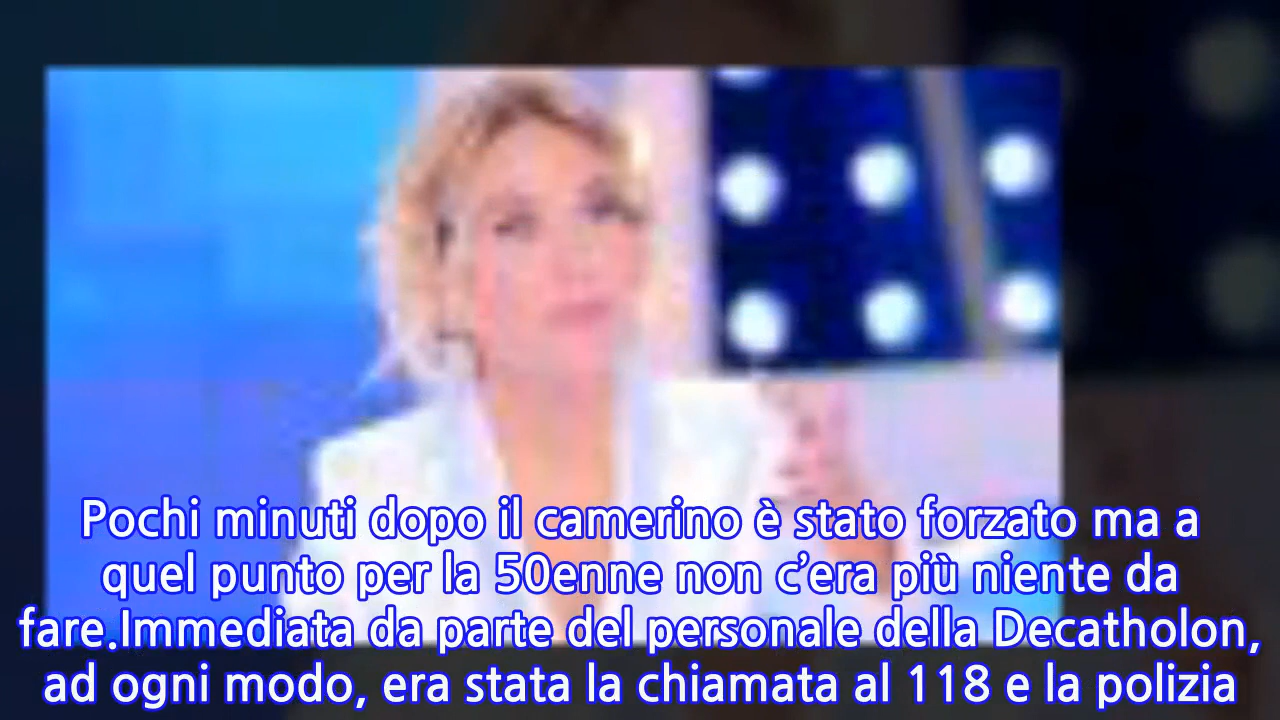 Pochi minuti dopo il camerino è stato forzato ma a
quel punto per la 50enne non c’era più niente da
fare.Immediata da parte del personale della Decatholon,
ad ogni modo, era stata la chiamata al 118 e la polizia